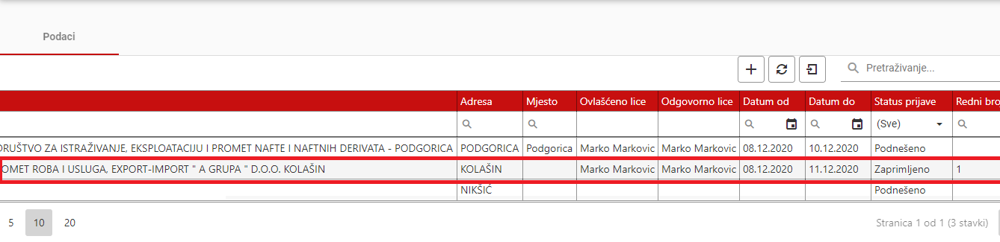 Podaci
Pretraživanje...
Adresa Mjesto Ovlašćeno lice Odgovorno lice Datum od Datum do Status prijave Redni bro
(Sve)
DRUŠTVO ZA ISTRAŽIVANJE, EKSPLOATACIJU I PROMET NAFTE I NAFTNIH DERIVATA - PODGORICA PODGORICA Podgorica Marko Markovic Marko Markovic 08.12.2020 10.12.2020 Podnešeno
OMET ROBA I USLUGA, EXPORT-IMPORT " A GRUPA " D.O.O. KOLAŠIN KOLAŠIN Marko Markovic Marko Markovic 08.12.2020 11.12.2020 Zaprimljeno 1
NIKŠIĆ Podnešeno
5 10 20 Stranica 1 od 1 (3 stavki)